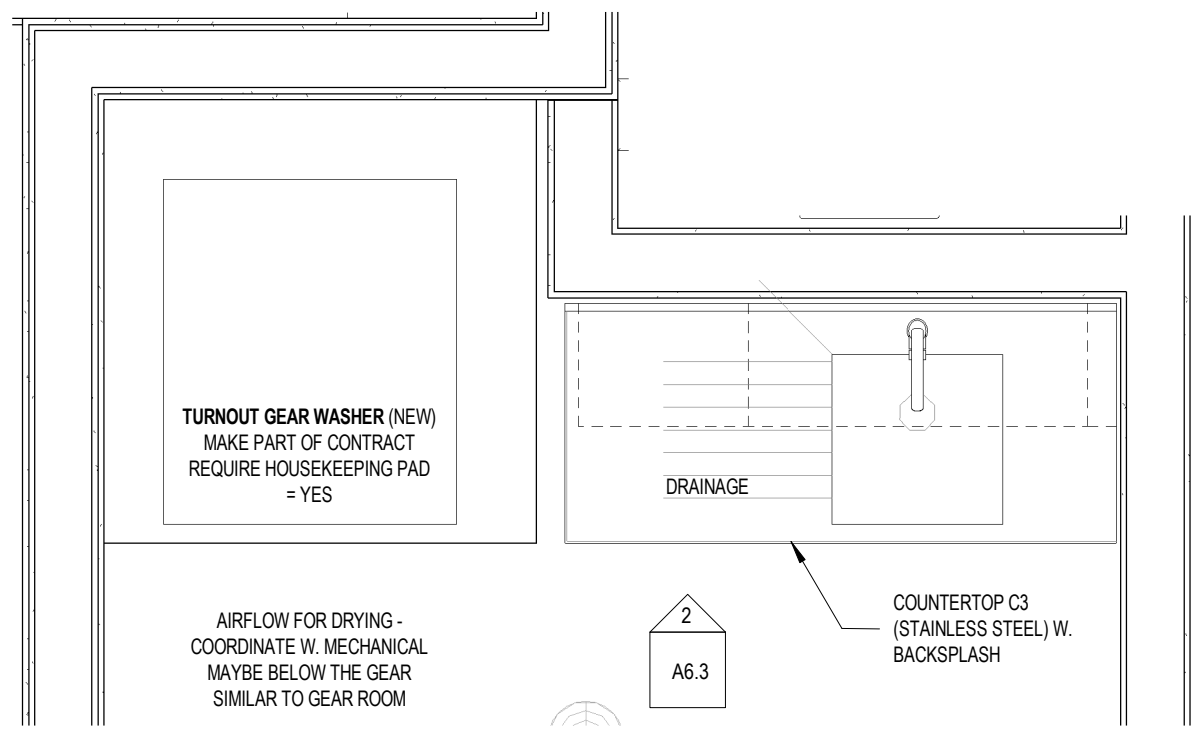 TURNOUT GEAR WASHER (NEW)
MAKE PART OF CONTRACT
REQUIRE HOUSEKEEPING PAD
= YES
DRAINAGE
AIRFLOW FOR DRYING -
COORDINATE W. MECHANICAL
MAYBE BELOW THE GEAR
SIMILAR TO GEAR ROOM
2
A6.3
COUNTERTOP C3
(STAINLESS STEEL) W.
BACKSPLASH